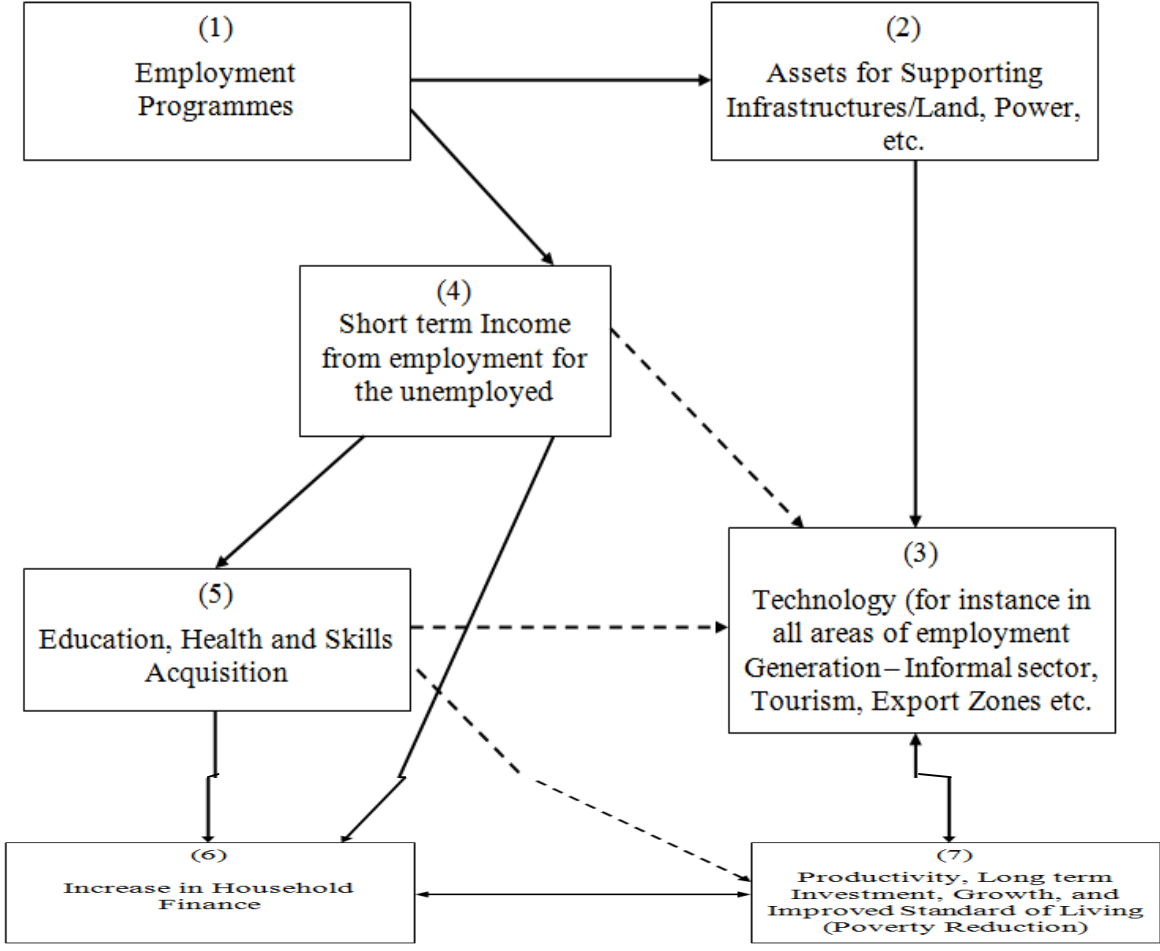 (1)
Employment
Programmes
(2)
Assets for Supporting
Infrastructures/Land, Power,
etc.
(4)
Short term Income
from employment for
the unemployed
(3)
Technology (for instance in
all areas of employment
Generation – Informal sector,
Tourism, Export Zones etc.
(5)
Education, Health and Skills
Acquisition
(6)
Increase in Household
Finance
(7)
Productivity, Long term
Investment, Growth, and
Improved Standard of Living
(Poverty Reduction)